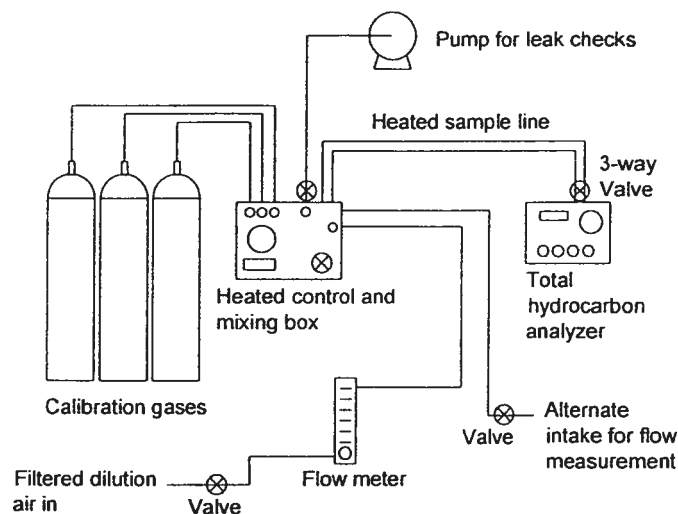 Pump for leak checks
Heated sample line
3-way
Valve
Heated control and
mixing box
Total
hydrocarbon
analyzer
Calibration gases
Alternate
intake for flow
measurement
Valve
Flow meter
Filtered dilution
air in
Valve